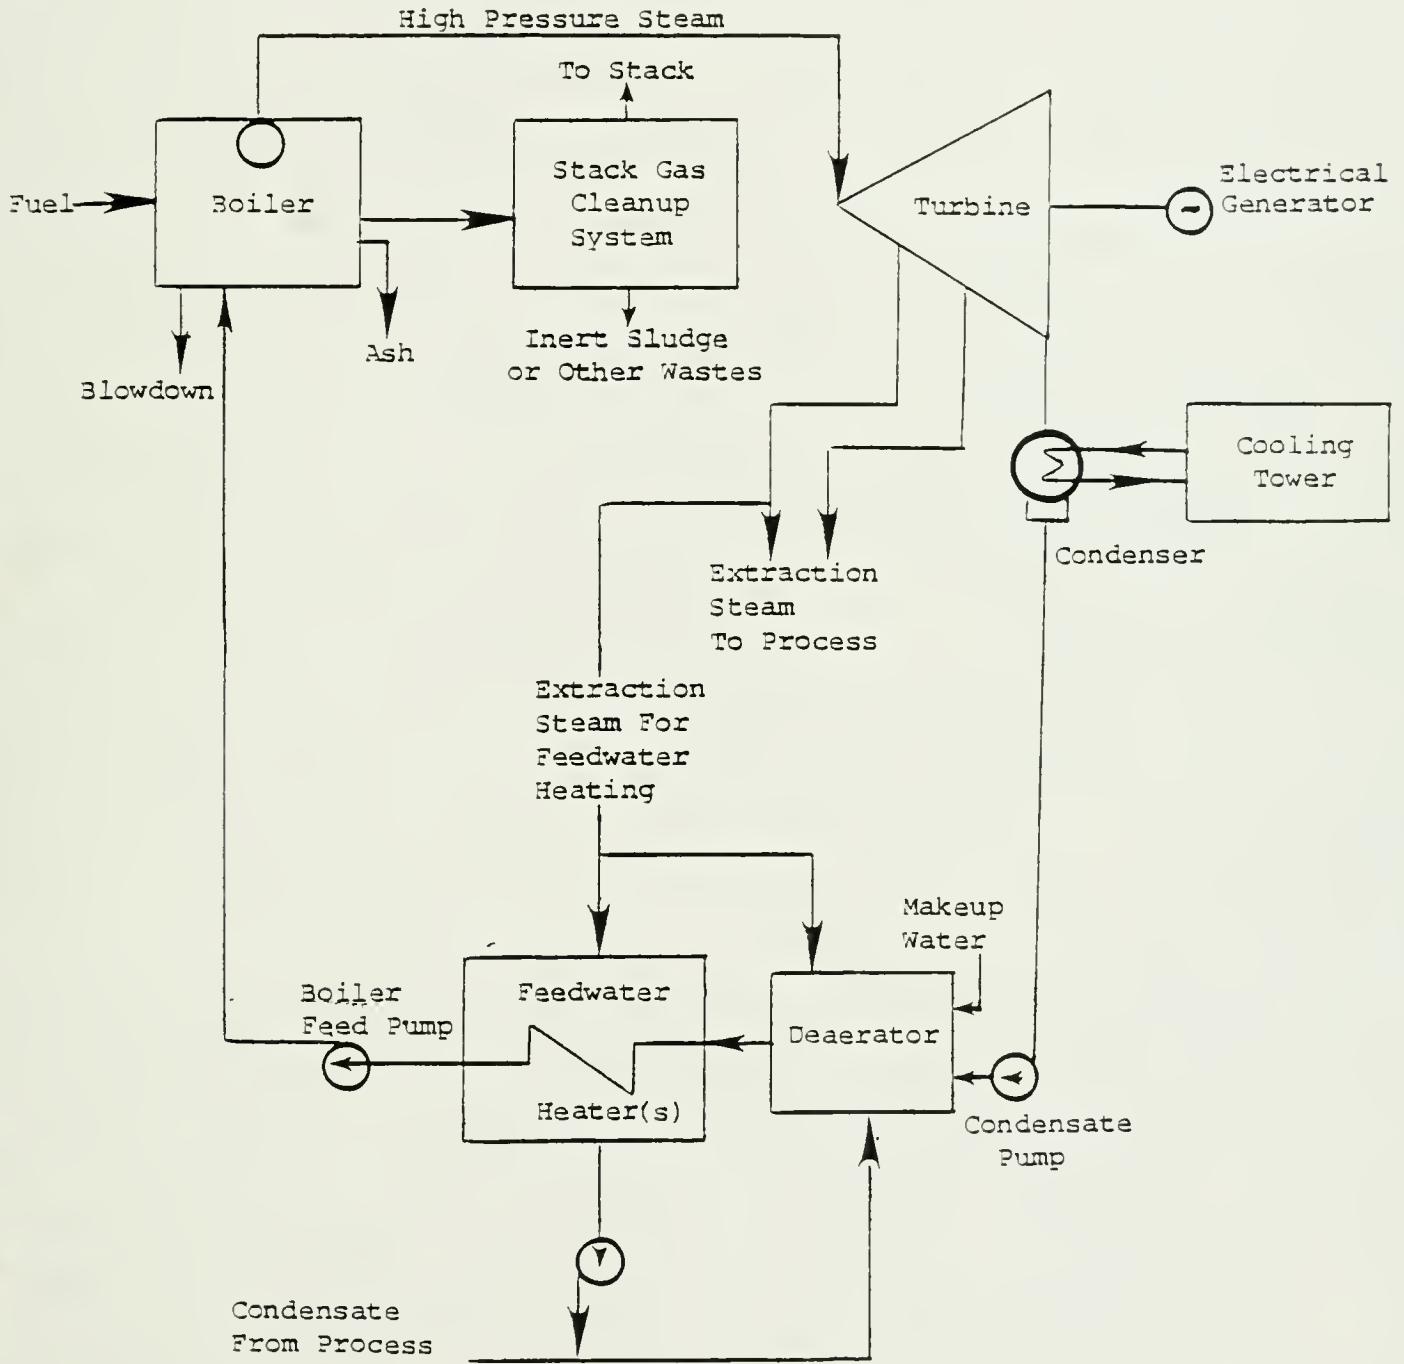 High Pressure Steam
To Stack
Fuel
Boiler
Stack Gas
Cleanup
System
Turbine
Electrical
Generator
Ash
Blowdown
Inert Sludge
or Other Wastes
Cooling
Tower
Condenser
Extraction
Steam
To Process
Extraction
Steam For
Feedwater
Heating
Makeup
Water
Boiler
Feed Pump
Feedwater
Heater(s)
Deaerator
Condensate
Pump
Condensate
From Process